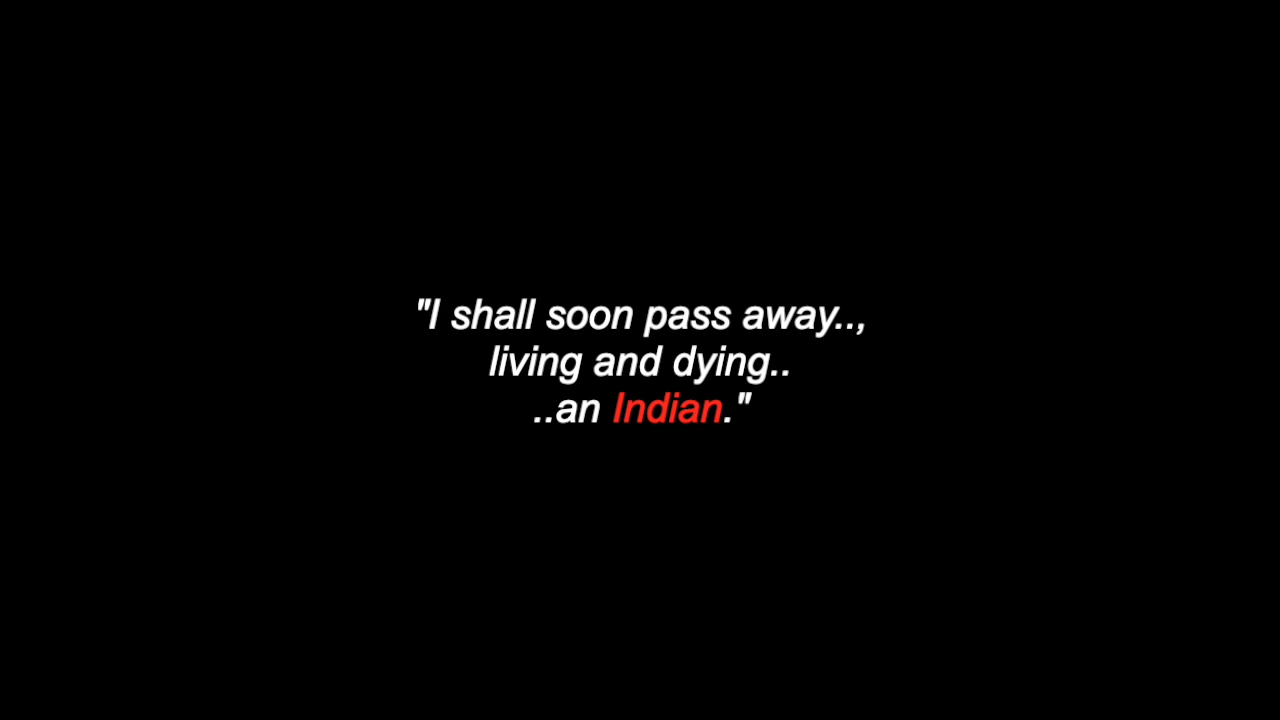 "I shall soon pass away..,
living and dying..
..an Indian."